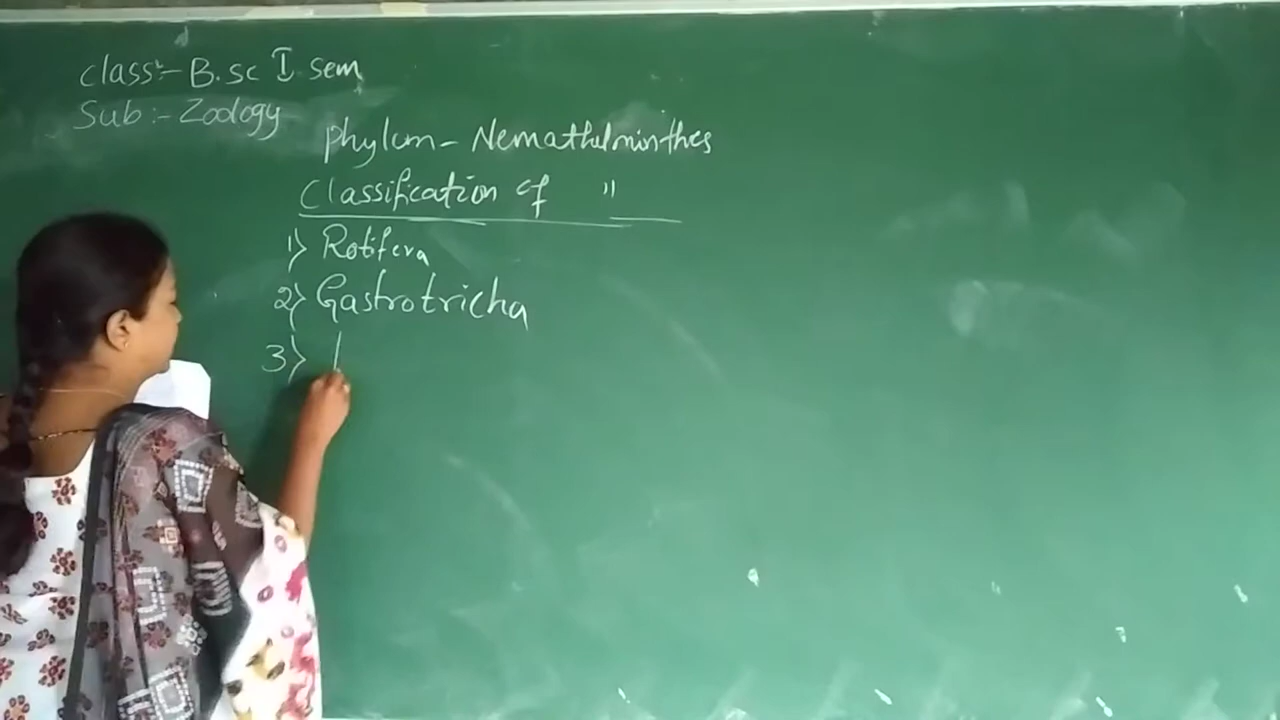 Class:- B.sc I sem
Sub:- Zoology
phylum - Nemathelminthes
Classification of "
1) Rotifera
2) Gastrotricha
3)